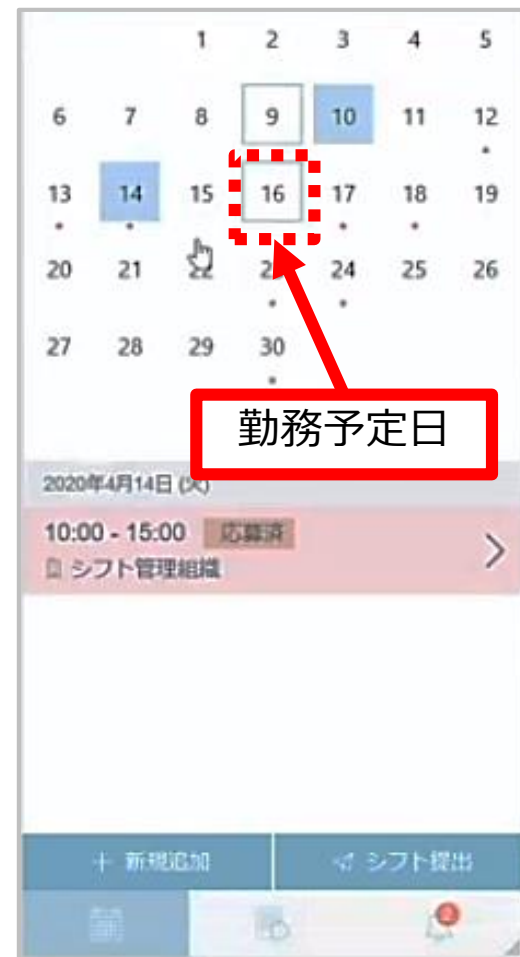 1 2 3 4 5
6 7 8 9 10 11 12
13 14 15 16 17 18 19
20 21 22 23 24 25 26
27 28 29 30
勤務予定日
2020年4月14日 (火)
10:00 - 15:00 応募済
シフト管理組織
+ 新規追加 シフト提出
2